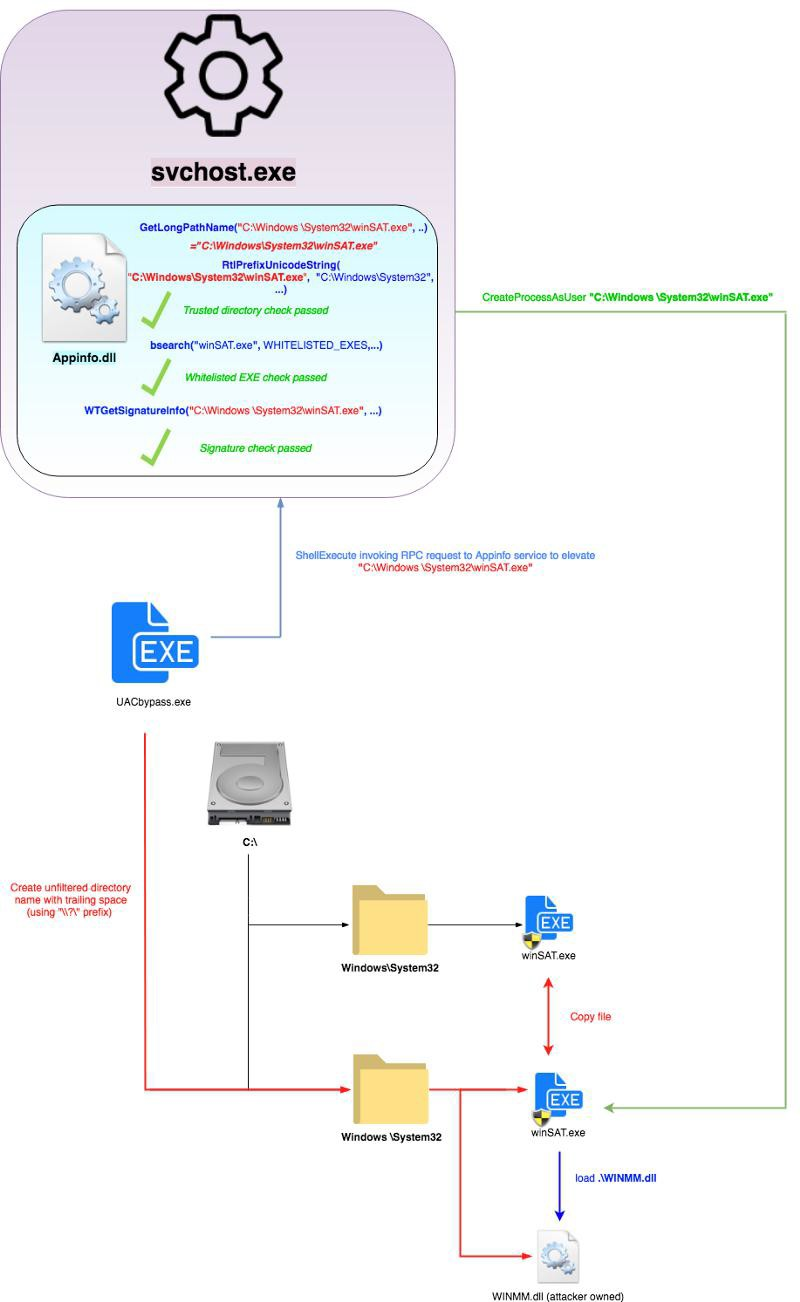 svchost.exe
GetLongPathName("C:\Windows \System32\winSAT.exe", ..)
="C:\Windows\System32\winSAT.exe"
RtlPrefixUnicodeString(
"C:\Windows\System32\winSAT.exe", "C:\Windows\System32",
...)
Trusted directory check passed
Appinfo.dll
bsearch("winSAT.exe", WHITELISTED_EXES,...)
Whitelisted EXE check passed
WTGetSignatureInfo("C:\Windows \System32\winSAT.exe", ...)
Signature check passed
CreateProcessAsUser "C:\Windows \System32\winSAT.exe"
ShellExecute invoking RPC request to Appinfo service to elevate
"C:\Windows \System32\winSAT.exe"
EXE
UACbypass.exe
C:\
Create unfiltered directory
name with trailing space
(using "\\?\" prefix)
EXE
Windows\System32
winSAT.exe
Copy file
EXE
Windows \System32
winSAT.exe
load .\WINMM.dll
WINMM.dll (attacker owned)